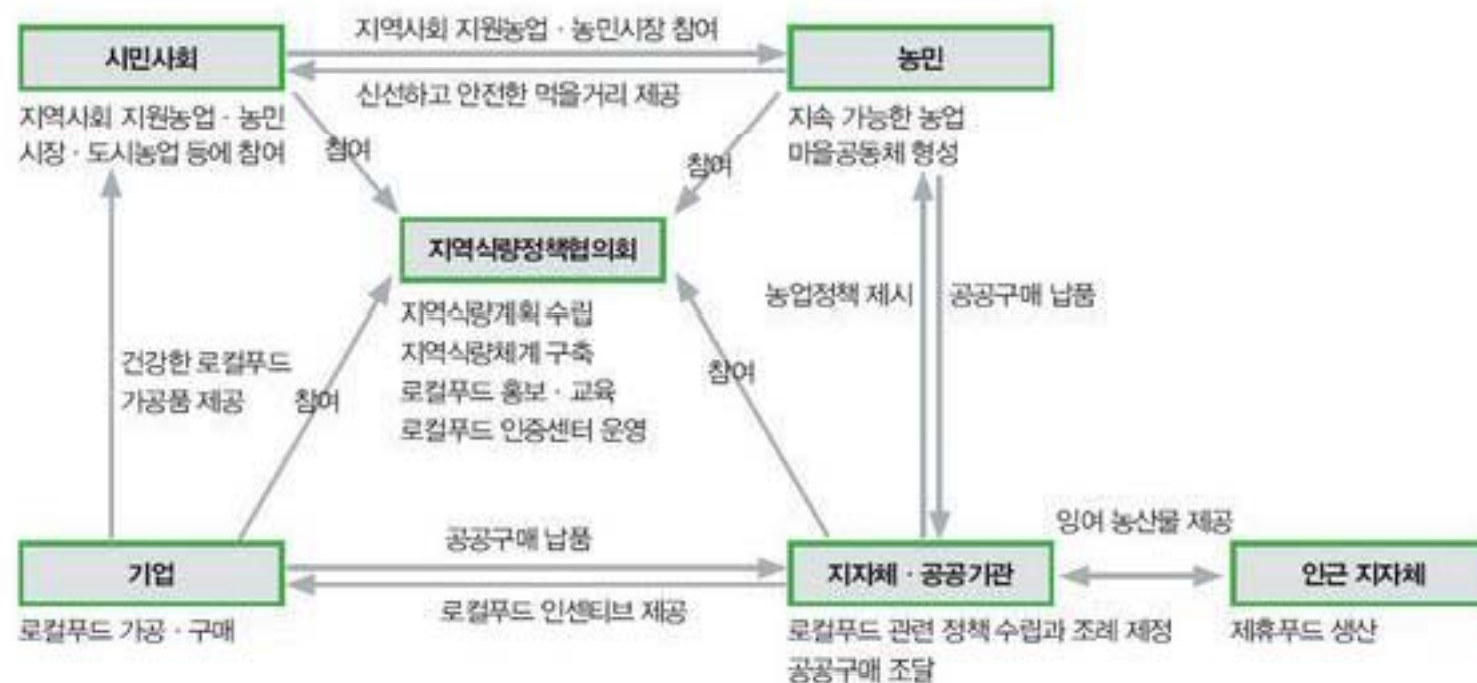 지역사회 지원농업 · 농민시장 참여
시민사회
농민
신선하고 안전한 먹을거리 제공
지역사회 지원농업 · 농민
시장 · 도시농업 등에 참여
지속 가능한 농업
마을공동체 형성
참여
참여
지역식량정책협의회
지역식량계획 수립
지역식량체계 구축
로컬푸드 홍보 · 교육
로컬푸드 인증센터 운영
농업정책 제시
공공구매 납품
건강한 로컬푸드
가공품 제공
참여
참여
공공구매 납품
잉여 농산물 제공
기업
지자체 · 공공기관
인근 지자체
로컬푸드 인센티브 제공
로컬푸드 가공 · 구매
로컬푸드 관련 정책 수립과 조례 제정
공공구매 조달
제휴푸드 생산